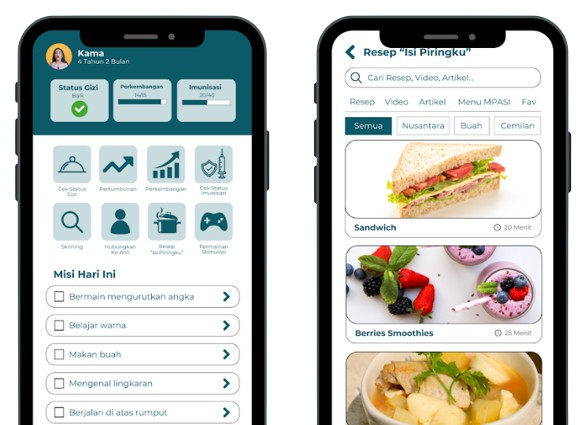 Kama
4 Tahun 2 Bulan
Status Gizi
Baik
Perkembangan
14/15
Imunisasi
20/40
Cek Status
Gizi
Pertumbuhan
Perkembangan
Cek Status
Imunisasi
Skrining
Hubungkan
Ke Ahli
Resep
"Isi Piringku"
Permainan
Stimulasi
Misi Hari Ini
Bermain mengurutkan angka
Belajar warna
Makan buah
Mengenal lingkaran
Berjalan di atas rumput
Resep "Isi Piringku"
Cari Resep, Video, Artikel...
Resep Video Artikel Menu MPASI Fav
Semua Nusantara Buah Cemilan
Sandwich 20 Menit
Berries Smoothies 25 Menit